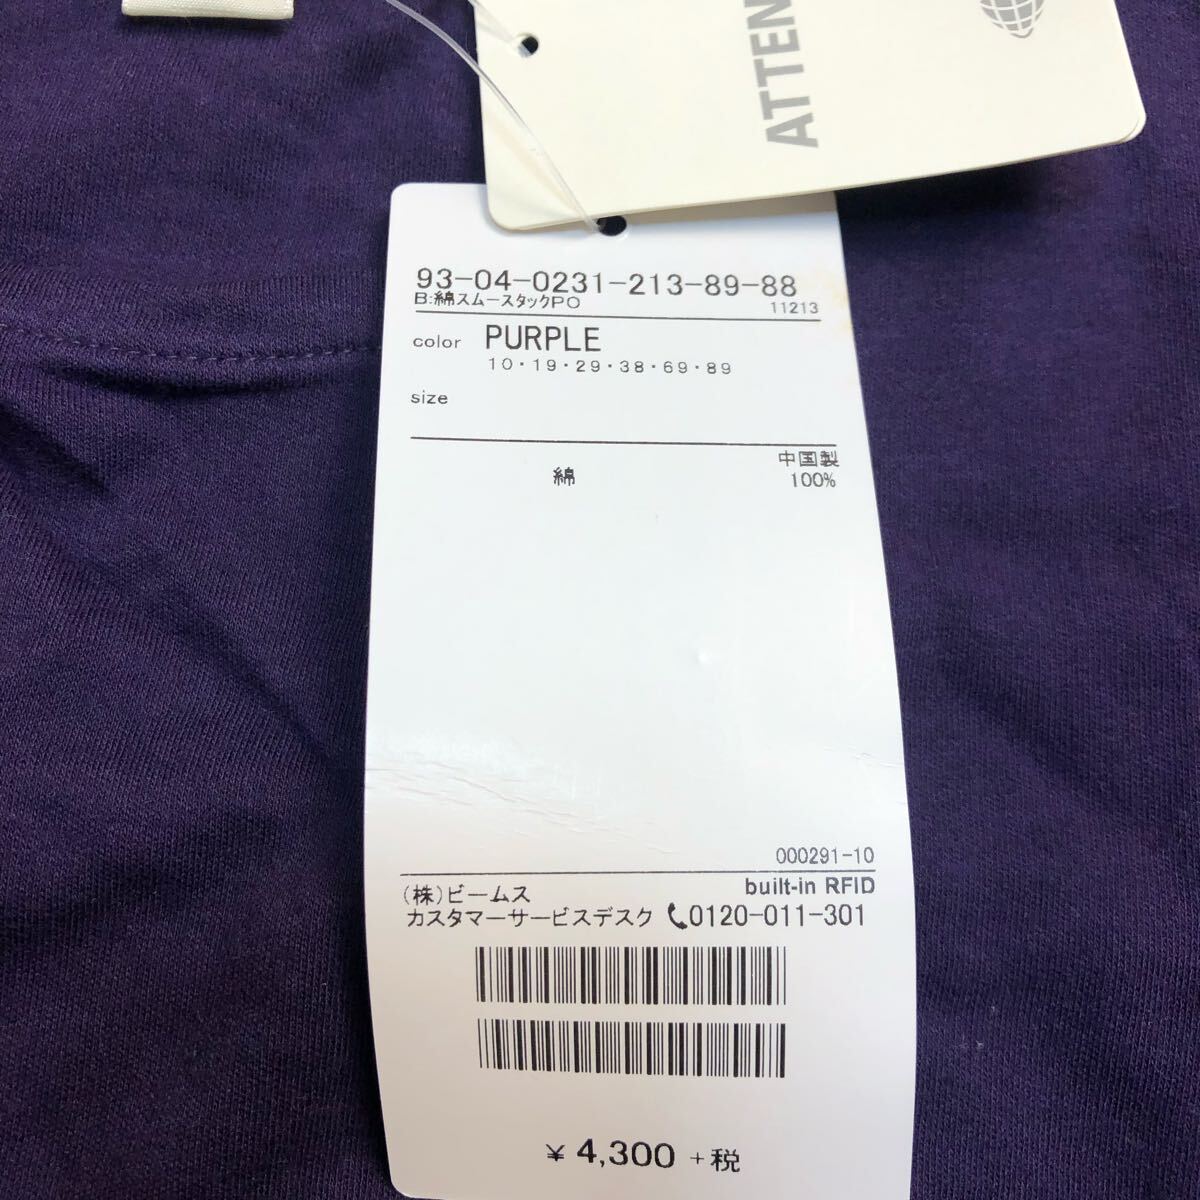 ATTEN
93-04-0231-213-89-88
B:綿スムースタックPO 11213
color PURPLE
10・19・29・38・69・89
size
中国製
綿 100%
000291-10
built-in RFID
(株)ビームス
カスタマーサービスデスク 0120-011-301
¥ 4,300 +税